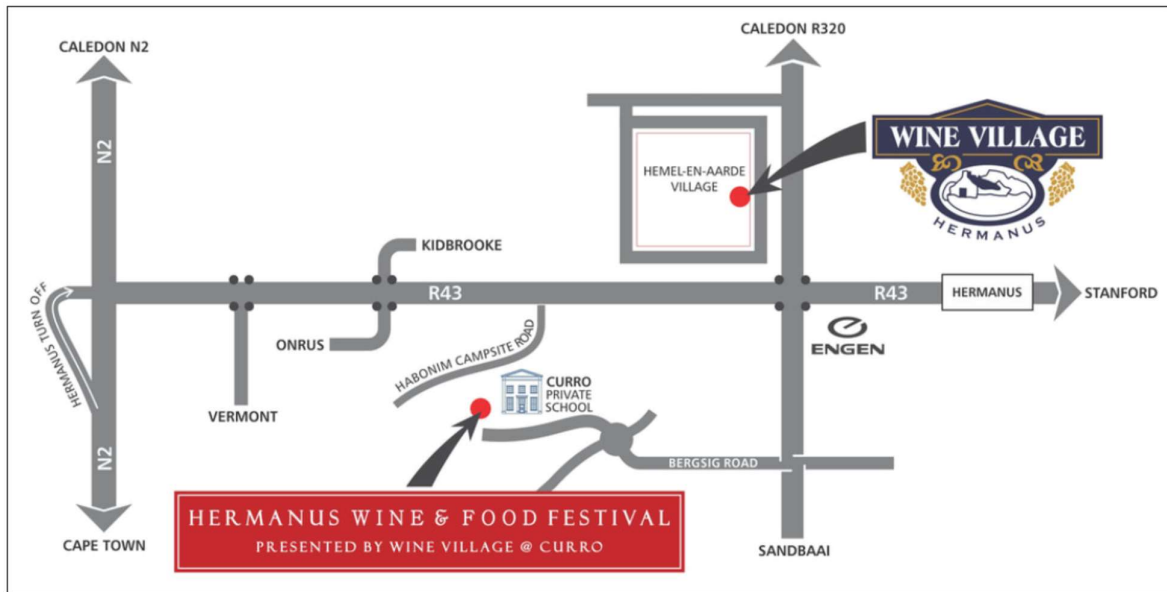 CALEDON N2
CALEDON R320
N2
WINE VILLAGE
HERMANUS
HEMEL-EN-AARDE
VILLAGE
KIDBROOKE
HERMANUS TURN OFF
R43
R43
HERMANUS
STANFORD
ONRUS
ENGEN
HABONIM CAMPSITE ROAD
VERMONT
CURRO
PRIVATE
SCHOOL
N2
BERGSIG ROAD
HERMANUS WINE & FOOD FESTIVAL
PRESENTED BY WINE VILLAGE @ CURRO
CAPE TOWN
SANDBAAI